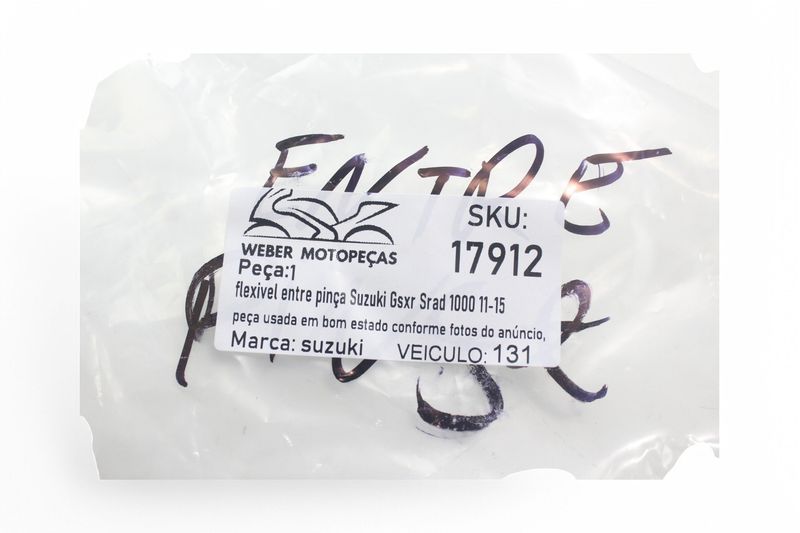 ENTRE
WEBER MOTOPEÇAS
SKU:
17912
Peça:1
flexivel entre pinça Suzuki Gsxr Srad 1000 11-15
peça usada em bom estado conforme fotos do anúncio,
Marca: suzuki VEICULO: 131